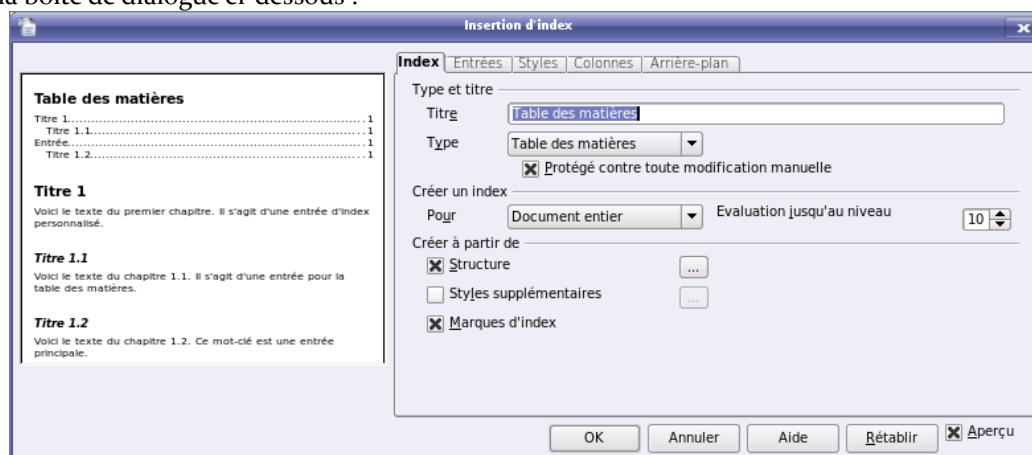 la boîte de dialogue ci-dessous :
Insertion d'index
Table des matières
Titre 1.......................................................................1
Titre 1.1...................................................................1
Entrée......................................................................1
Titre 1.2...................................................................1
Titre 1
Voici le texte du premier chapitre. Il s'agit d'une entrée d'index
personnalisé.
Titre 1.1
Voici le texte du chapitre 1.1. Il s'agit d'une entrée pour la
table des matières.
Titre 1.2
Voici le texte du chapitre 1.2. Ce mot-clé est une entrée
principale.
Index Entrées Styles Colonnes Arrière-plan
Type et titre
Titre Table des matières
Type Table des matières
Protégé contre toute modification manuelle
Créer un index
Pour Document entier Evaluation jusqu'au niveau 10
Créer à partir de
Structure ...
Styles supplémentaires ...
Marques d'index
OK Annuler Aide Rétablir Aperçu